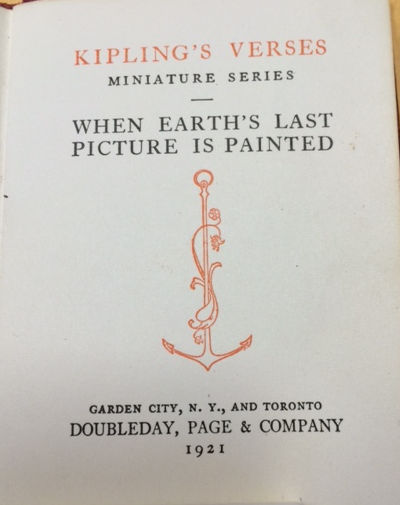 KIPLING'S VERSES
MINIATURE SERIES
WHEN EARTH'S LAST
PICTURE IS PAINTED
GARDEN CITY, N. Y., AND TORONTO
DOUBLEDAY, PAGE & COMPANY
1921